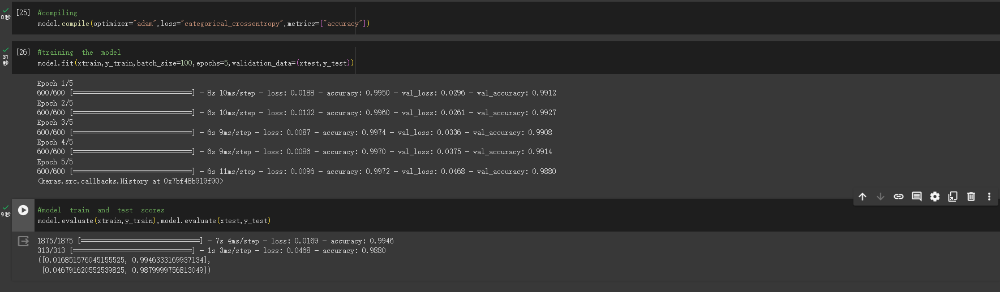 [25] #compiling
0秒
model.compile(optimizer="adam",loss="categorical_crossentropy",metrics=["accuracy"])
[26] #training the model
31
秒
model.fit(xtrain,y_train,batch_size=100,epochs=5,validation_data=(xtest,y_test))
Epoch 1/5
600/600 [==============================] - 8s 10ms/step - loss: 0.0188 - accuracy: 0.9950 - val_loss: 0.0296 - val_accuracy: 0.9912
Epoch 2/5
600/600 [==============================] - 6s 10ms/step - loss: 0.0132 - accuracy: 0.9960 - val_loss: 0.0261 - val_accuracy: 0.9927
Epoch 3/5
600/600 [==============================] - 6s 9ms/step - loss: 0.0087 - accuracy: 0.9974 - val_loss: 0.0336 - val_accuracy: 0.9908
Epoch 4/5
600/600 [==============================] - 6s 9ms/step - loss: 0.0086 - accuracy: 0.9970 - val_loss: 0.0375 - val_accuracy: 0.9914
Epoch 5/5
600/600 [==============================] - 6s 11ms/step - loss: 0.0096 - accuracy: 0.9972 - val_loss: 0.0468 - val_accuracy: 0.9880
<keras.src.callbacks.History at 0x7bf48b919f90>
#model train and test scores
9秒
model.evaluate(xtrain,y_train),model.evaluate(xtest,y_test)
1875/1875 [==============================] - 7s 4ms/step - loss: 0.0169 - accuracy: 0.9946
313/313 [==============================] - 1s 3ms/step - loss: 0.0468 - accuracy: 0.9880
([0.016851576045155525, 0.9946333169937134],
[0.046791620552539825, 0.9879999756813049])